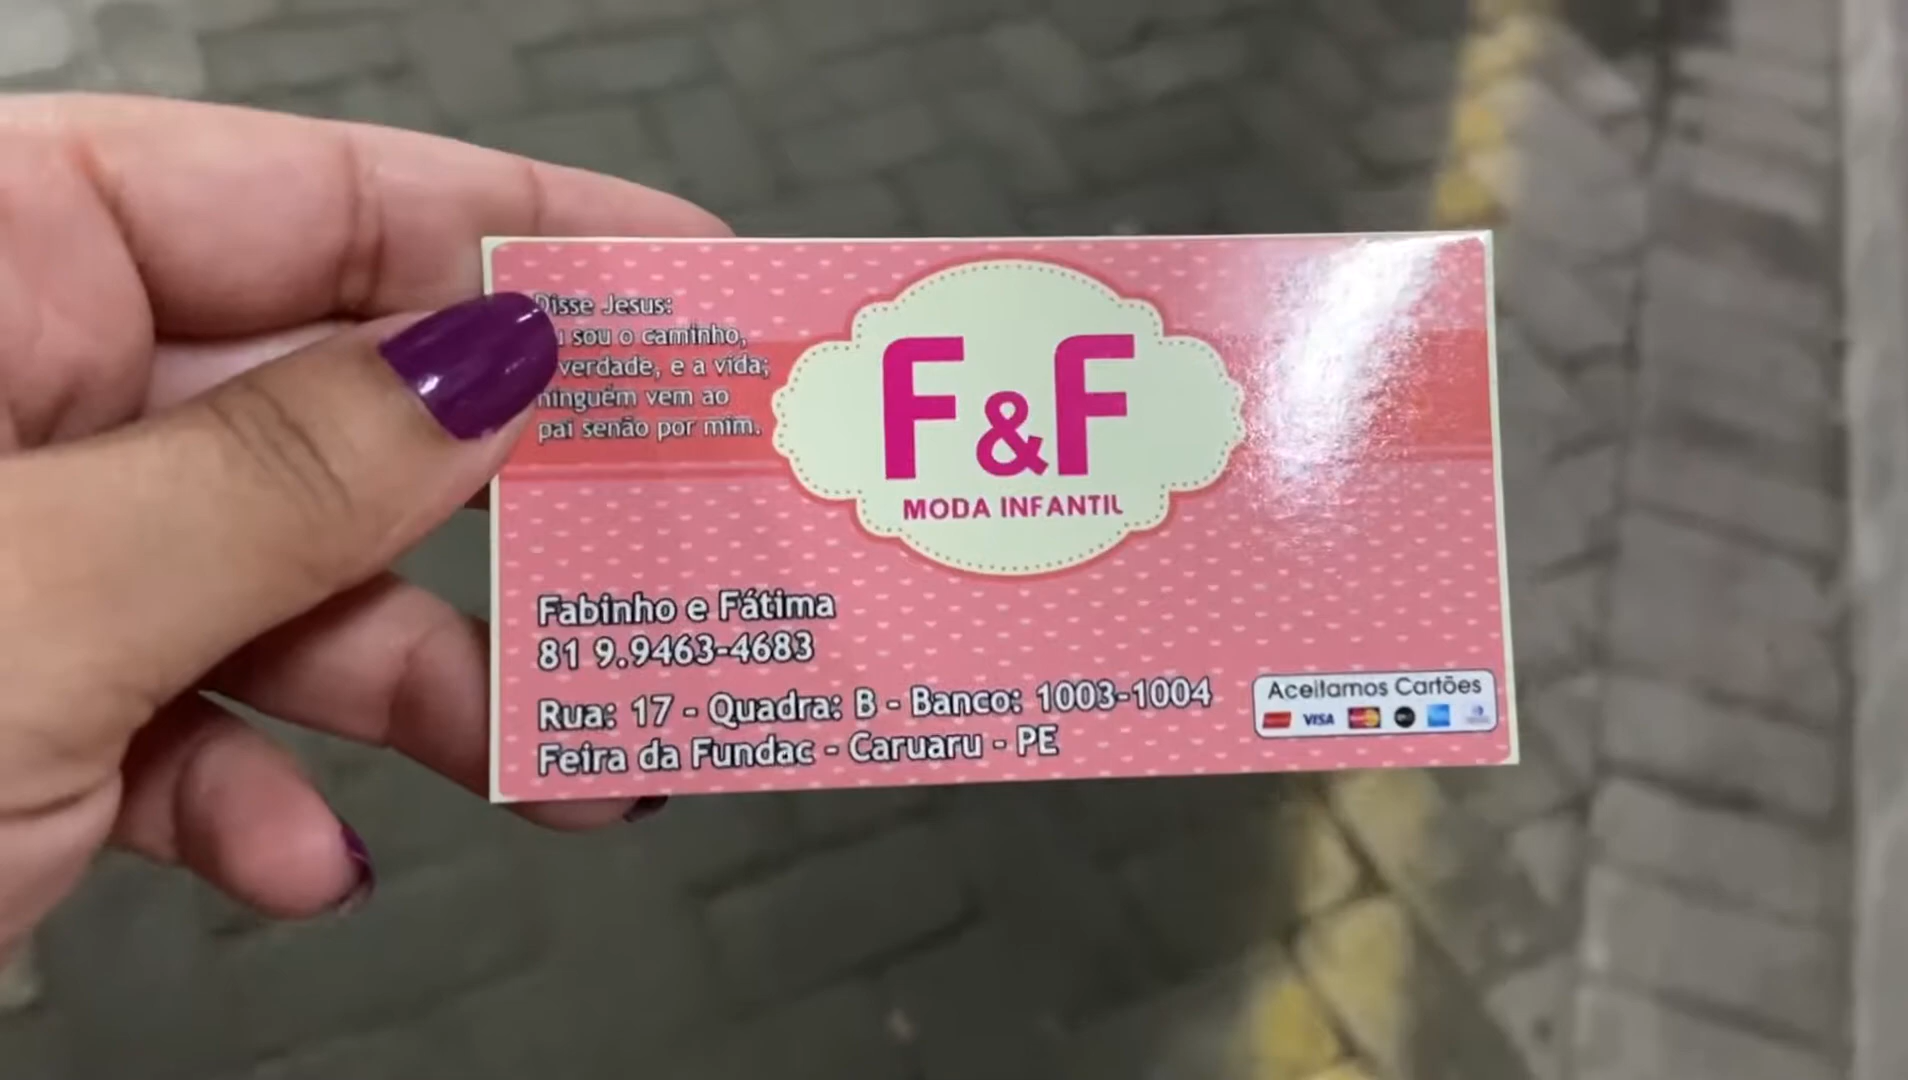 Disse Jesus:
sou o caminho,
verdade, e a vida;
ninguém vem ao
pai senão por mim.
F&F
MODA INFANTIL
Fabinho e Fátima
81 9.9463-4683
Rua: 17 - Quadra: B - Banco: 1003-1004
Feira da Fundac - Caruaru - PE
Aceitamos Cartões
VISA